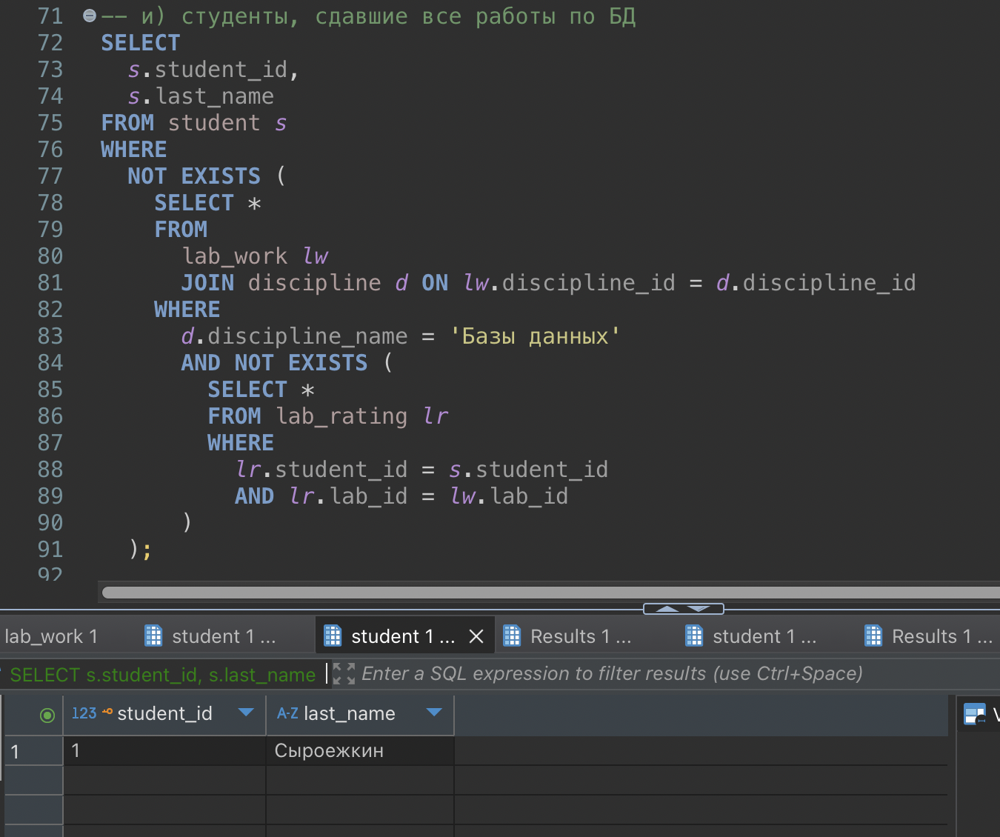 71 -- и) студенты, сдавшие все работы по БД
72 SELECT
73 s.student_id,
74 s.last_name
75 FROM student s
76 WHERE
77 NOT EXISTS (
78 SELECT *
79 FROM
80 lab_work lw
81 JOIN discipline d ON lw.discipline_id = d.discipline_id
82 WHERE
83 d.discipline_name = 'Базы данных'
84 AND NOT EXISTS (
85 SELECT *
86 FROM lab_rating lr
87 WHERE
88 lr.student_id = s.student_id
89 AND lr.lab_id = lw.lab_id
90 )
91 );
92
lab_work 1 student 1 ... student 1 ... Results 1 ... student 1 ... Results 1 ...
SELECT s.student_id, s.last_name Enter a SQL expression to filter results (use Ctrl+Space)
123 student_id A-Z last_name
1 1 Сыроежкин